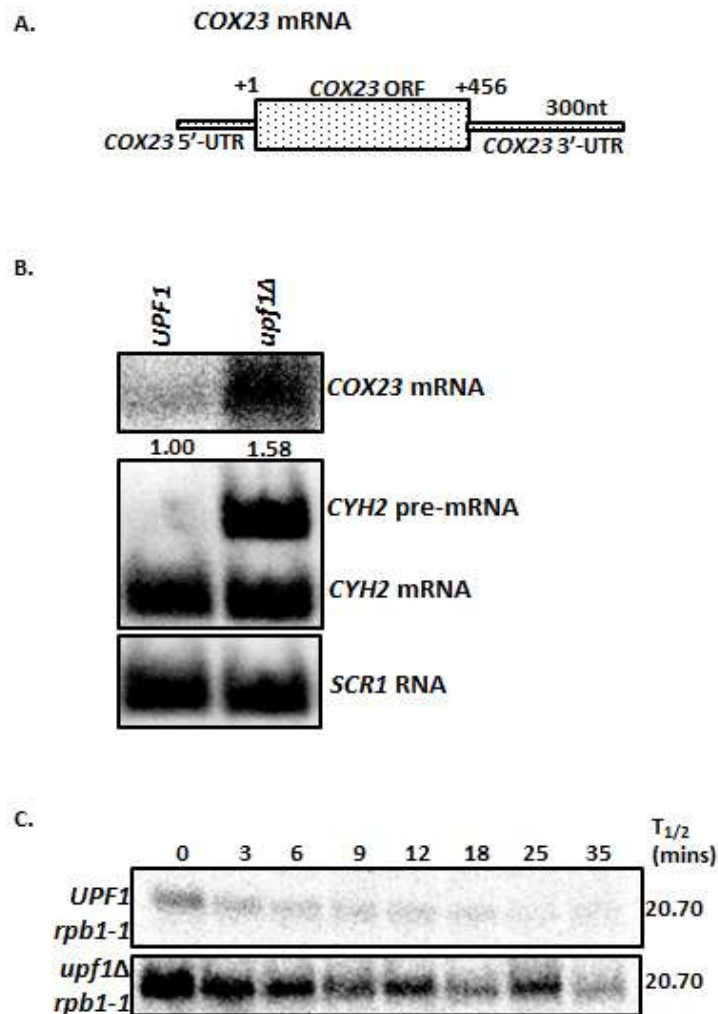 A.
COX23 mRNA
+1 COX23 ORF +456
300nt
COX23 5′-UTR COX23 3′-UTR
B.
UPF1 upf1Δ
COX23 mRNA
1.00 1.58
CYH2 pre-mRNA
CYH2 mRNA
SCR1 RNA
C.
T1/2
0 3 6 9 12 18 25 35 (mins)
UPF1
rpb1-1
20.70
upf1Δ
rpb1-1
20.70